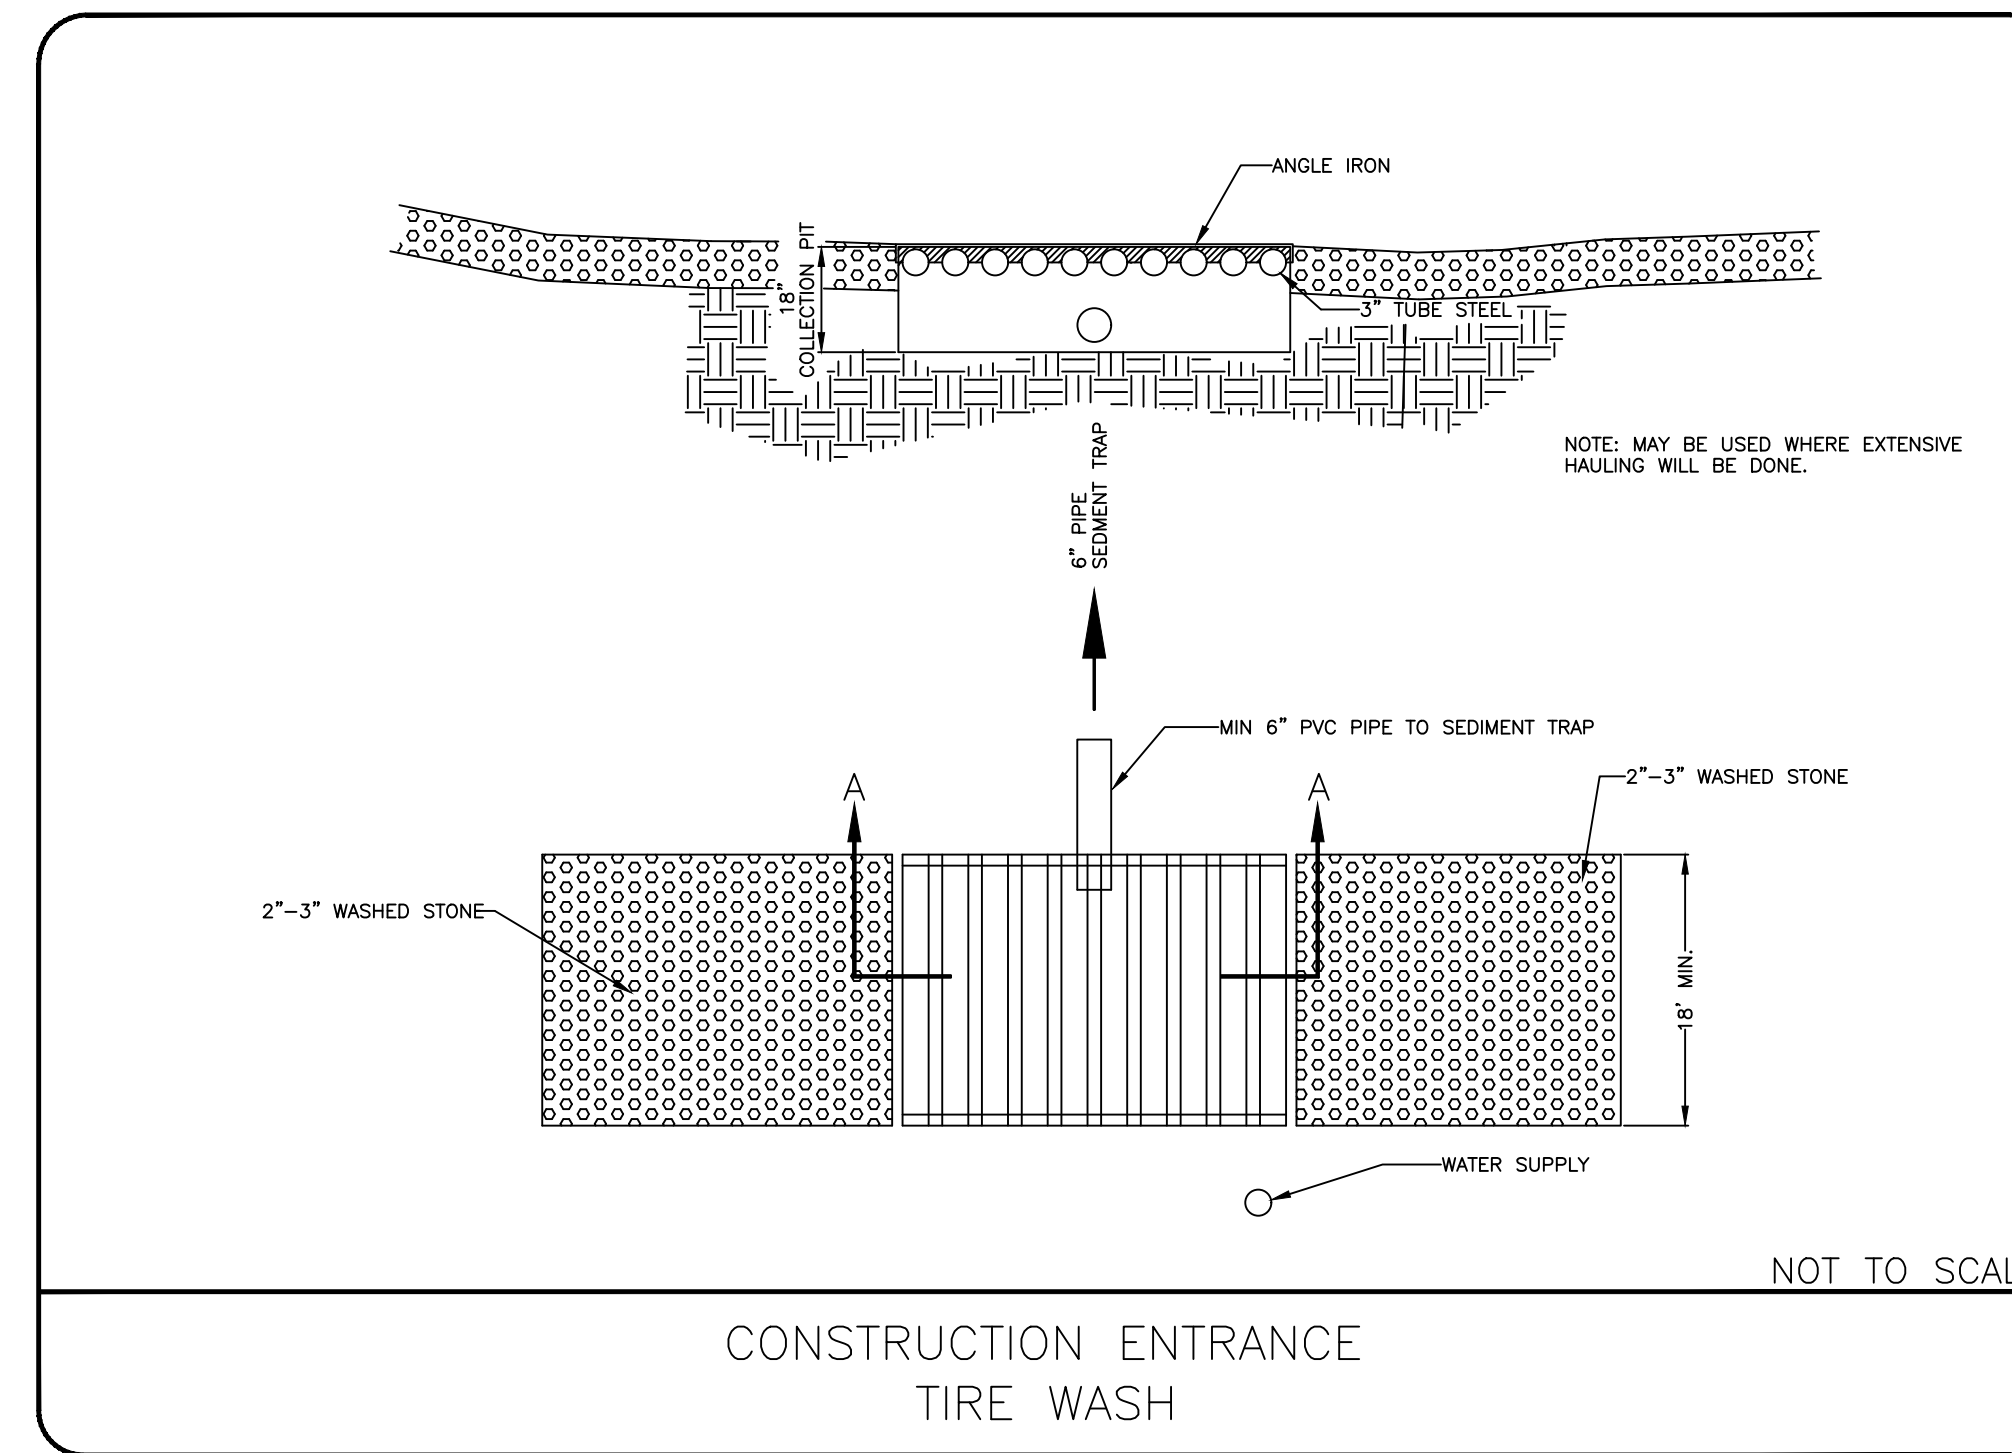 ANGLE IRON
18”
COLLECTION PIT
3” TUBE STEEL
NOTE: MAY BE USED WHERE EXTENSIVE
HAULING WILL BE DONE.
6” PIPE
SEDMENT TRAP
MIN 6” PVC PIPE TO SEDIMENT TRAP
A
A
2”-3” WASHED STONE
2”-3” WASHED STONE
18’ MIN.
WATER SUPPLY
NOT TO SCAL
CONSTRUCTION ENTRANCE
TIRE WASH